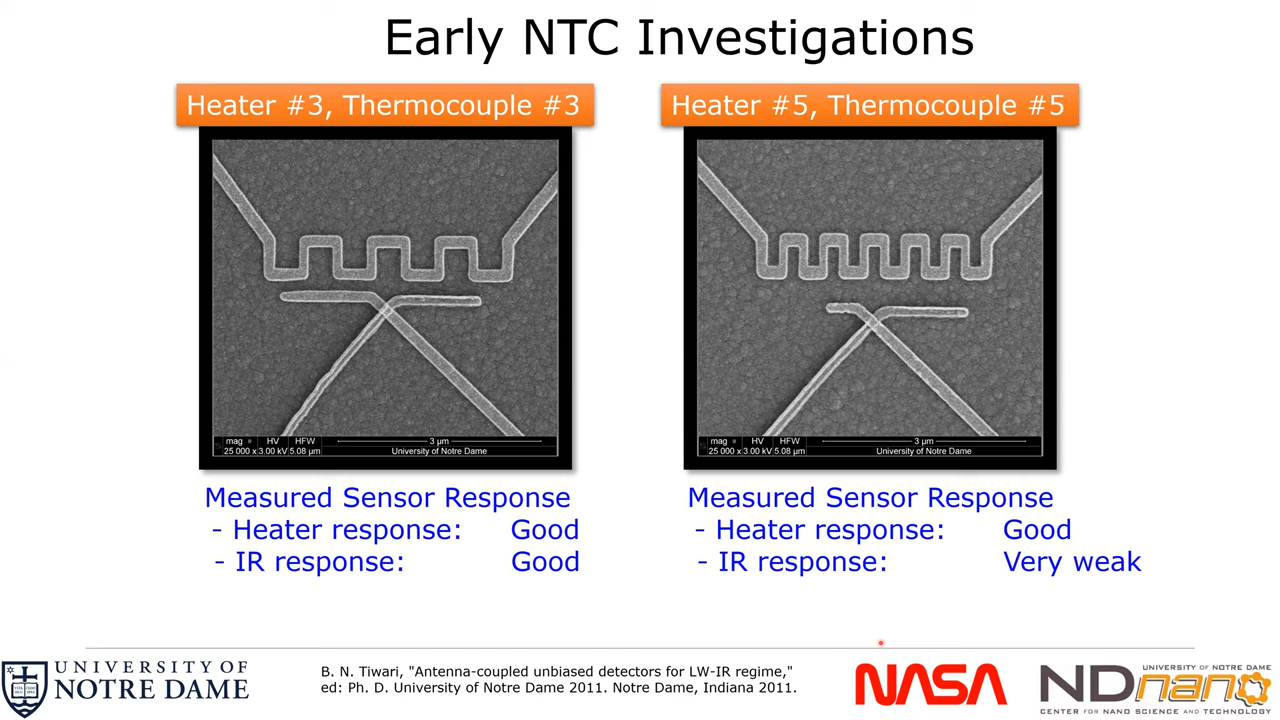 Early NTC Investigations
Heater #3, Thermocouple #3
mag HV HFW 3 µm
25 000 x 3.00 kV 5.08 µm University of Notre Dame
Measured Sensor Response
- Heater response: Good
- IR response: Good
Heater #5, Thermocouple #5
mag HV HFW 3 µm
25 000 x 3.00 kV 5.08 µm University of Notre Dame
Measured Sensor Response
- Heater response: Good
- IR response: Very weak
UNIVERSITY OF
NOTRE DAME
B. N. Tiwari, "Antenna-coupled unbiased detectors for LW-IR regime,"
ed: Ph. D. University of Notre Dame 2011. Notre Dame, Indiana 2011.
NASA
UNIVERSITY OF NOTRE DAME
NDnano
CENTER FOR NANO SCIENCE AND TECHNOLOGY